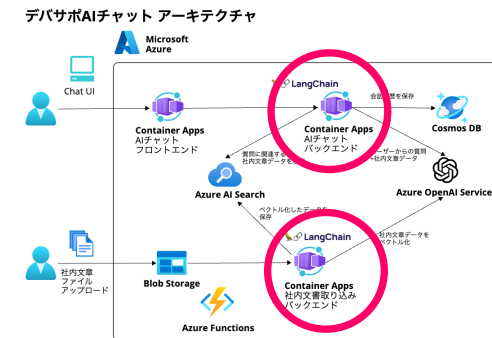 デバサポAIチャット アーキテクチャ
Microsoft
Azure
Chat UI
LangChain
会話履歴を保存
Container Apps
AIチャット
フロントエンド
Container Apps
AIチャット
バックエンド
Cosmos DB
質問に関連する
社内文章データを
ユーザーからの質問
+社内文章データ
Azure AI Search
Azure OpenAI Service
ベクトル化したデータを
保存
LangChain
社内文章データを
ベクトル化
社内文章
ファイル
アップロード
Blob Storage
Container Apps
社内文書取り込み
バックエンド
Azure Functions